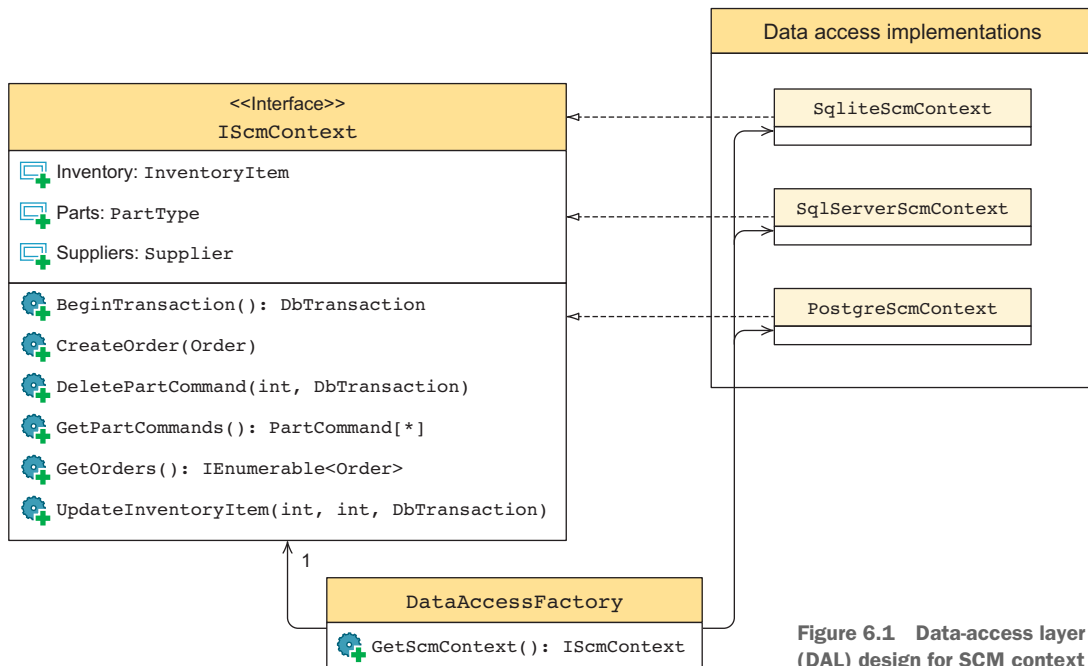 <<Interface>>
IScmContext
Inventory: InventoryItem
Parts: PartType
Suppliers: Supplier
BeginTransaction(): DbTransaction
CreateOrder(Order)
DeletePartCommand(int, DbTransaction)
GetPartCommands(): PartCommand[*]
GetOrders(): IEnumerable<Order>
UpdateInventoryItem(int, int, DbTransaction)
1
DataAccessFactory
GetScmContext(): IScmContext
Data access implementations
SqliteScmContext
SqlServerScmContext
PostgreScmContext
Figure 6.1 Data-access layer
(DAL) design for SCM context